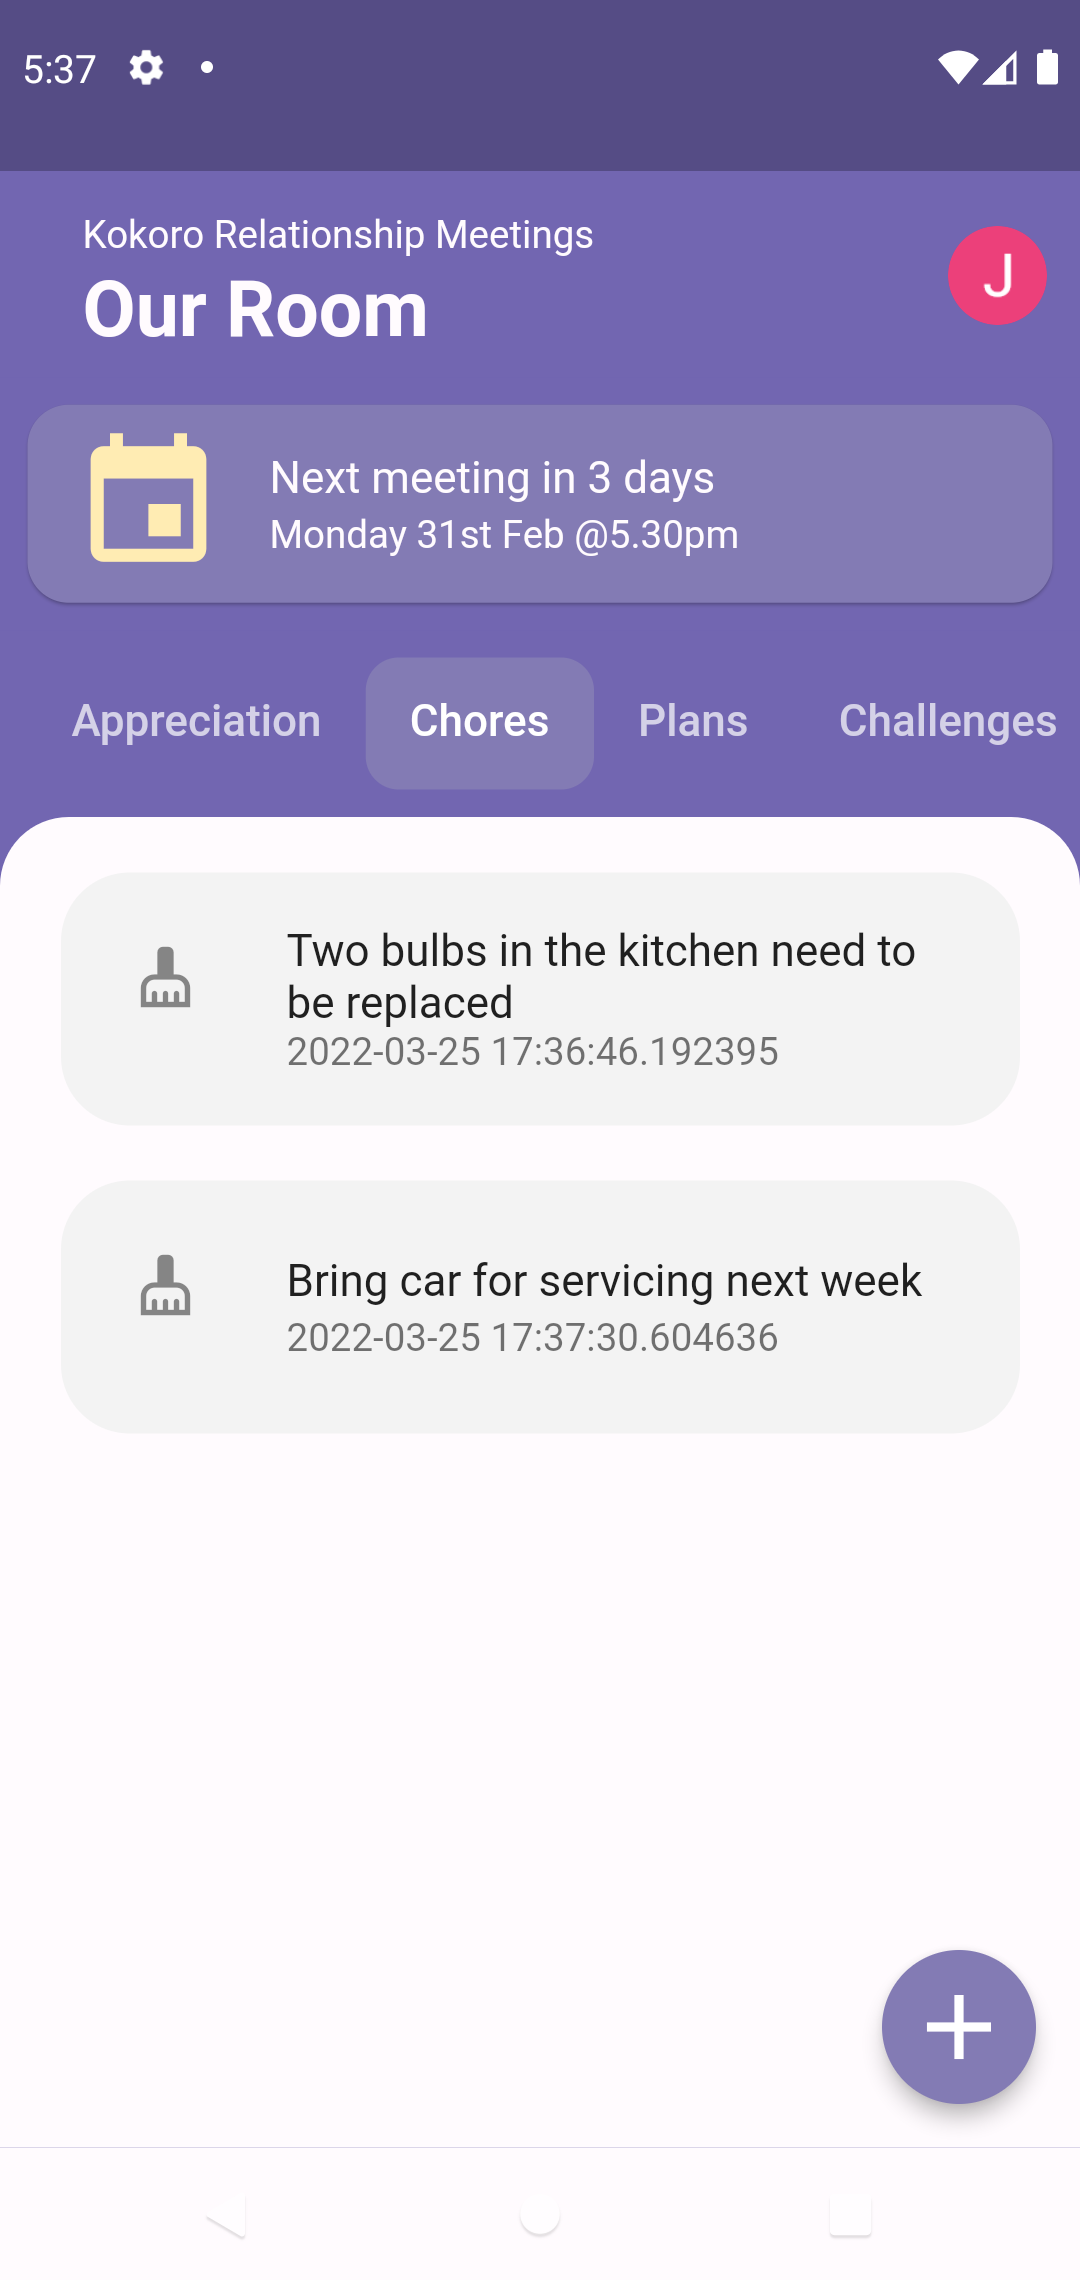 5:37
Kokoro Relationship Meetings
Our Room
J
Next meeting in 3 days
Monday 31st Feb @5.30pm
Appreciation Chores Plans Challenges
Two bulbs in the kitchen need to
be replaced
2022-03-25 17:36:46.192395
Bring car for servicing next week
2022-03-25 17:37:30.604636